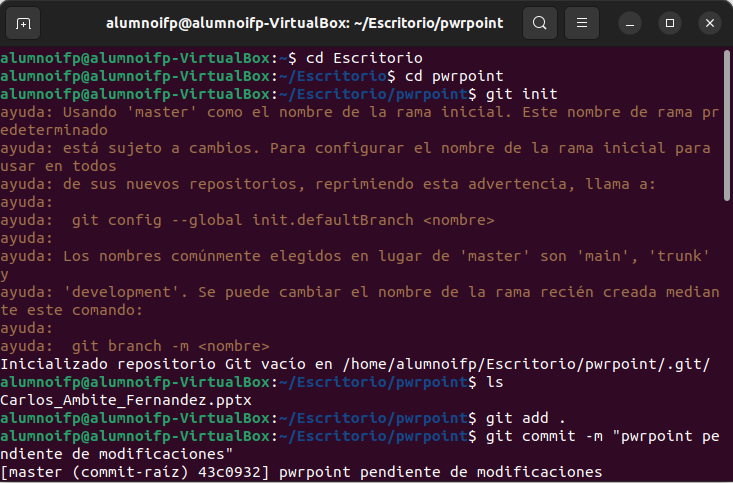 alumnoifp@alumnoifp-VirtualBox: ~/Escritorio/pwrpoint
alumnoifp@alumnoifp-VirtualBox:~$ cd Escritorio
alumnoifp@alumnoifp-VirtualBox:~/Escritorio$ cd pwrpoint
alumnoifp@alumnoifp-VirtualBox:~/Escritorio/pwrpoint$ git init
ayuda: Usando 'master' como el nombre de la rama inicial. Este nombre de rama pr
edeterminado
ayuda: está sujeto a cambios. Para configurar el nombre de la rama inicial para
usar en todos
ayuda: de sus nuevos repositorios, reprimiendo esta advertencia, llama a:
ayuda:
ayuda:  git config --global init.defaultBranch <nombre>
ayuda:
ayuda: Los nombres comúnmente elegidos en lugar de 'master' son 'main', 'trunk'
y
ayuda: 'development'. Se puede cambiar el nombre de la rama recién creada median
te este comando:
ayuda:
ayuda:  git branch -m <nombre>
Inicializado repositorio Git vacío en /home/alumnoifp/Escritorio/pwrpoint/.git/
alumnoifp@alumnoifp-VirtualBox:~/Escritorio/pwrpoint$ ls
Carlos_Ambite_Fernandez.pptx
alumnoifp@alumnoifp-VirtualBox:~/Escritorio/pwrpoint$ git add .
alumnoifp@alumnoifp-VirtualBox:~/Escritorio/pwrpoint$ git commit -m "pwrpoint pe
ndiente de modificaciones"
[master (commit-raíz) 43c0932] pwrpoint pendiente de modificaciones